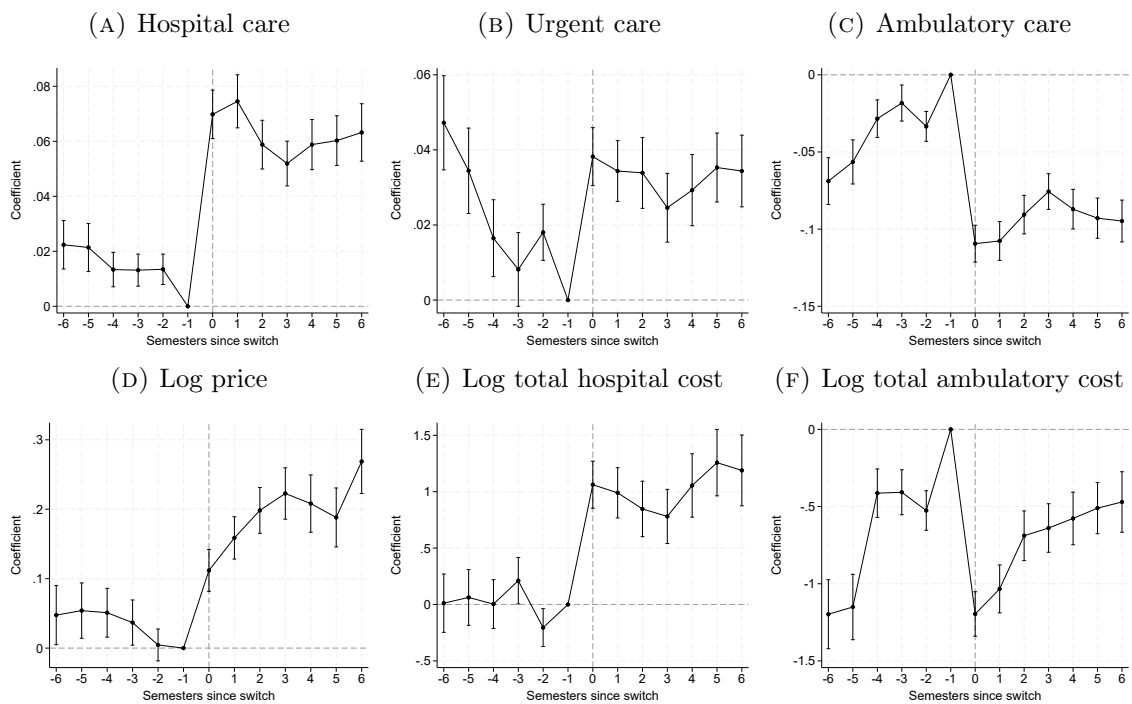 (A) Hospital care
.08
.06
.04
.02
0
Coefficient
-6 -5 -4 -3 -2 -1 0 1 2 3 4 5 6
Semesters since switch
(B) Urgent care
.06
.04
.02
0
Coefficient
-6 -5 -4 -3 -2 -1 0 1 2 3 4 5 6
Semesters since switch
(C) Ambulatory care
0
-.05
-.1
-.15
Coefficient
-6 -5 -4 -3 -2 -1 0 1 2 3 4 5 6
Semesters since switch
(D) Log price
.3
.2
.1
0
Coefficient
-6 -5 -4 -3 -2 -1 0 1 2 3 4 5 6
Semesters since switch
(E) Log total hospital cost
1.5
1
.5
0
-.5
Coefficient
-6 -5 -4 -3 -2 -1 0 1 2 3 4 5 6
Semesters since switch
(F) Log total ambulatory cost
0
-.5
-1
-1.5
Coefficient
-6 -5 -4 -3 -2 -1 0 1 2 3 4 5 6
Semesters since switch